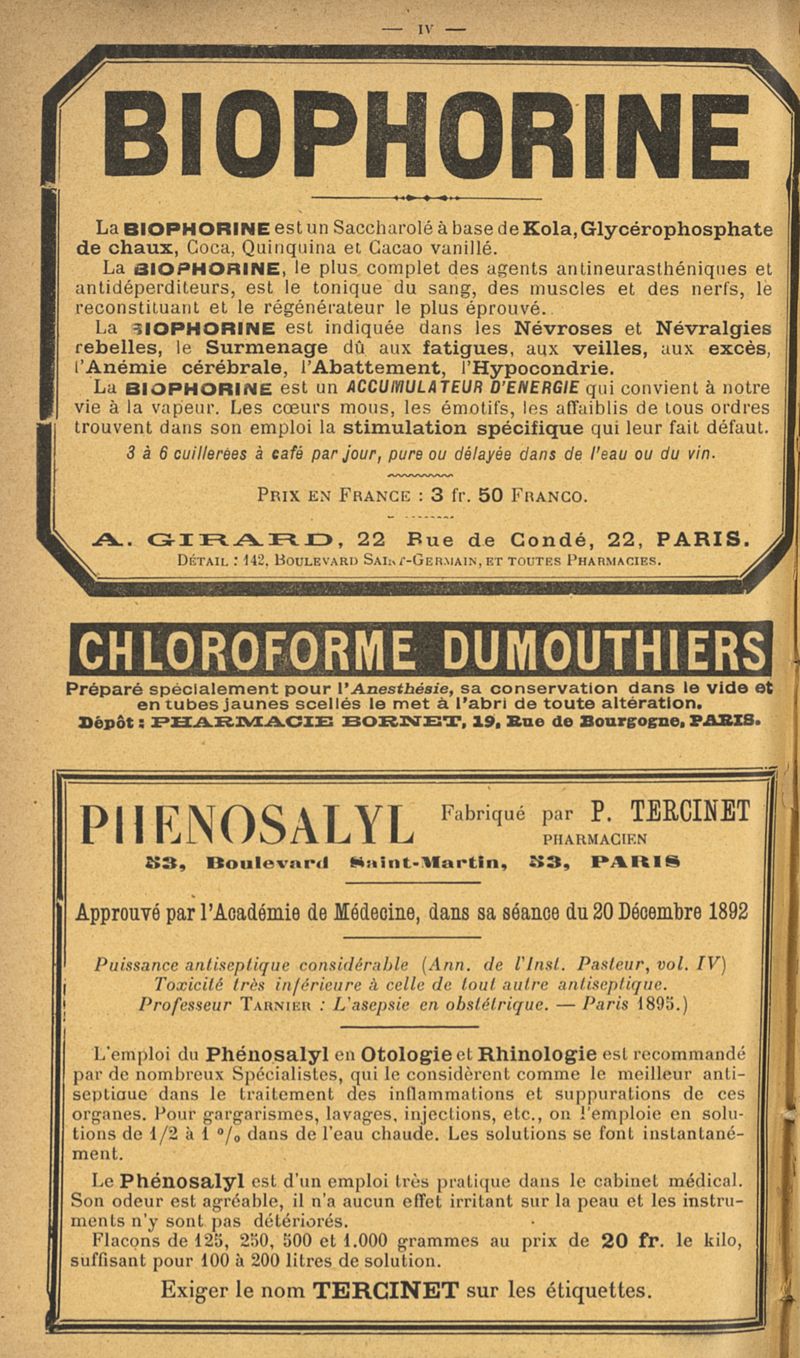 — IV —
BIOPHORINE
La BIOPHORINE est un Saccharolé à base de Kola, Glycérophosphate
de chaux, Coca, Quinquina et Cacao vanillé.
La BIOPHORINE, le plus complet des agents antineurasthéniques et
antidéperditeurs, est le tonique du sang, des muscles et des nerfs, le
reconstituant et le régénérateur le plus éprouvé.
La BIOPHORINE est indiquée dans les Névroses et Névralgies
rebelles, le Surmenage dû aux fatigues, aux veilles, aux excès,
l'Anémie cérébrale, l'Abattement, l'Hypocondrie.
La BIOPHORINE est un ACCUMULATEUR D'ENERGIE qui convient à notre
vie à la vapeur. Les cœurs mous, les émotifs, les affaiblis de tous ordres
trouvent dans son emploi la stimulation spécifique qui leur fait défaut.
3 à 6 cuillerées à café par jour, pure ou délayée dans de l'eau ou du vin.
PRIX EN FRANCE : 3 fr. 50 FRANCO.
A. GIRARD, 22 Rue de Condé, 22, PARIS.
DÉTAIL : 142, BOULEVARD SAINT-GERMAIN, ET TOUTES PHARMACIES.
CHLOROFORME DUMOUTHIERS
Préparé spécialement pour l'Anesthésie, sa conservation dans le vide et
en tubes jaunes scellés le met à l'abri de toute altération.
Dépôt : PHARMACIE BORNET, 19, Rue de Bourgogne, PARIS.
PHENOSALYL Fabriqué par P. TERCINET
PHARMACIEN
53, Boulevard Saint-Martin, 53, PARIS
Approuvé par l'Académie de Médecine, dans sa séance du 20 Décembre 1892
Puissance antiseptique considérable (Ann. de l'Inst. Pasteur, vol. IV)
Toxicité très inférieure à celle de tout autre antiseptique.
Professeur TARNIER : L'asepsie en obstétrique. — Paris 1895.)
L'emploi du Phénosalyl en Otologie et Rhinologie est recommandé
par de nombreux Spécialistes, qui le considèrent comme le meilleur anti-
septique dans le traitement des inflammations et suppurations de ces
organes. Pour gargarismes, lavages, injections, etc., on l'emploie en solu-
tions de 1/2 à 1 % dans de l'eau chaude. Les solutions se font instantané-
ment.
Le Phénosalyl est d'un emploi très pratique dans le cabinet médical.
Son odeur est agréable, il n'a aucun effet irritant sur la peau et les instru-
ments n'y sont pas détériorés.
Flacons de 125, 250, 500 et 1.000 grammes au prix de 20 fr. le kilo,
suffisant pour 100 à 200 litres de solution.
Exiger le nom TERCINET sur les étiquettes.